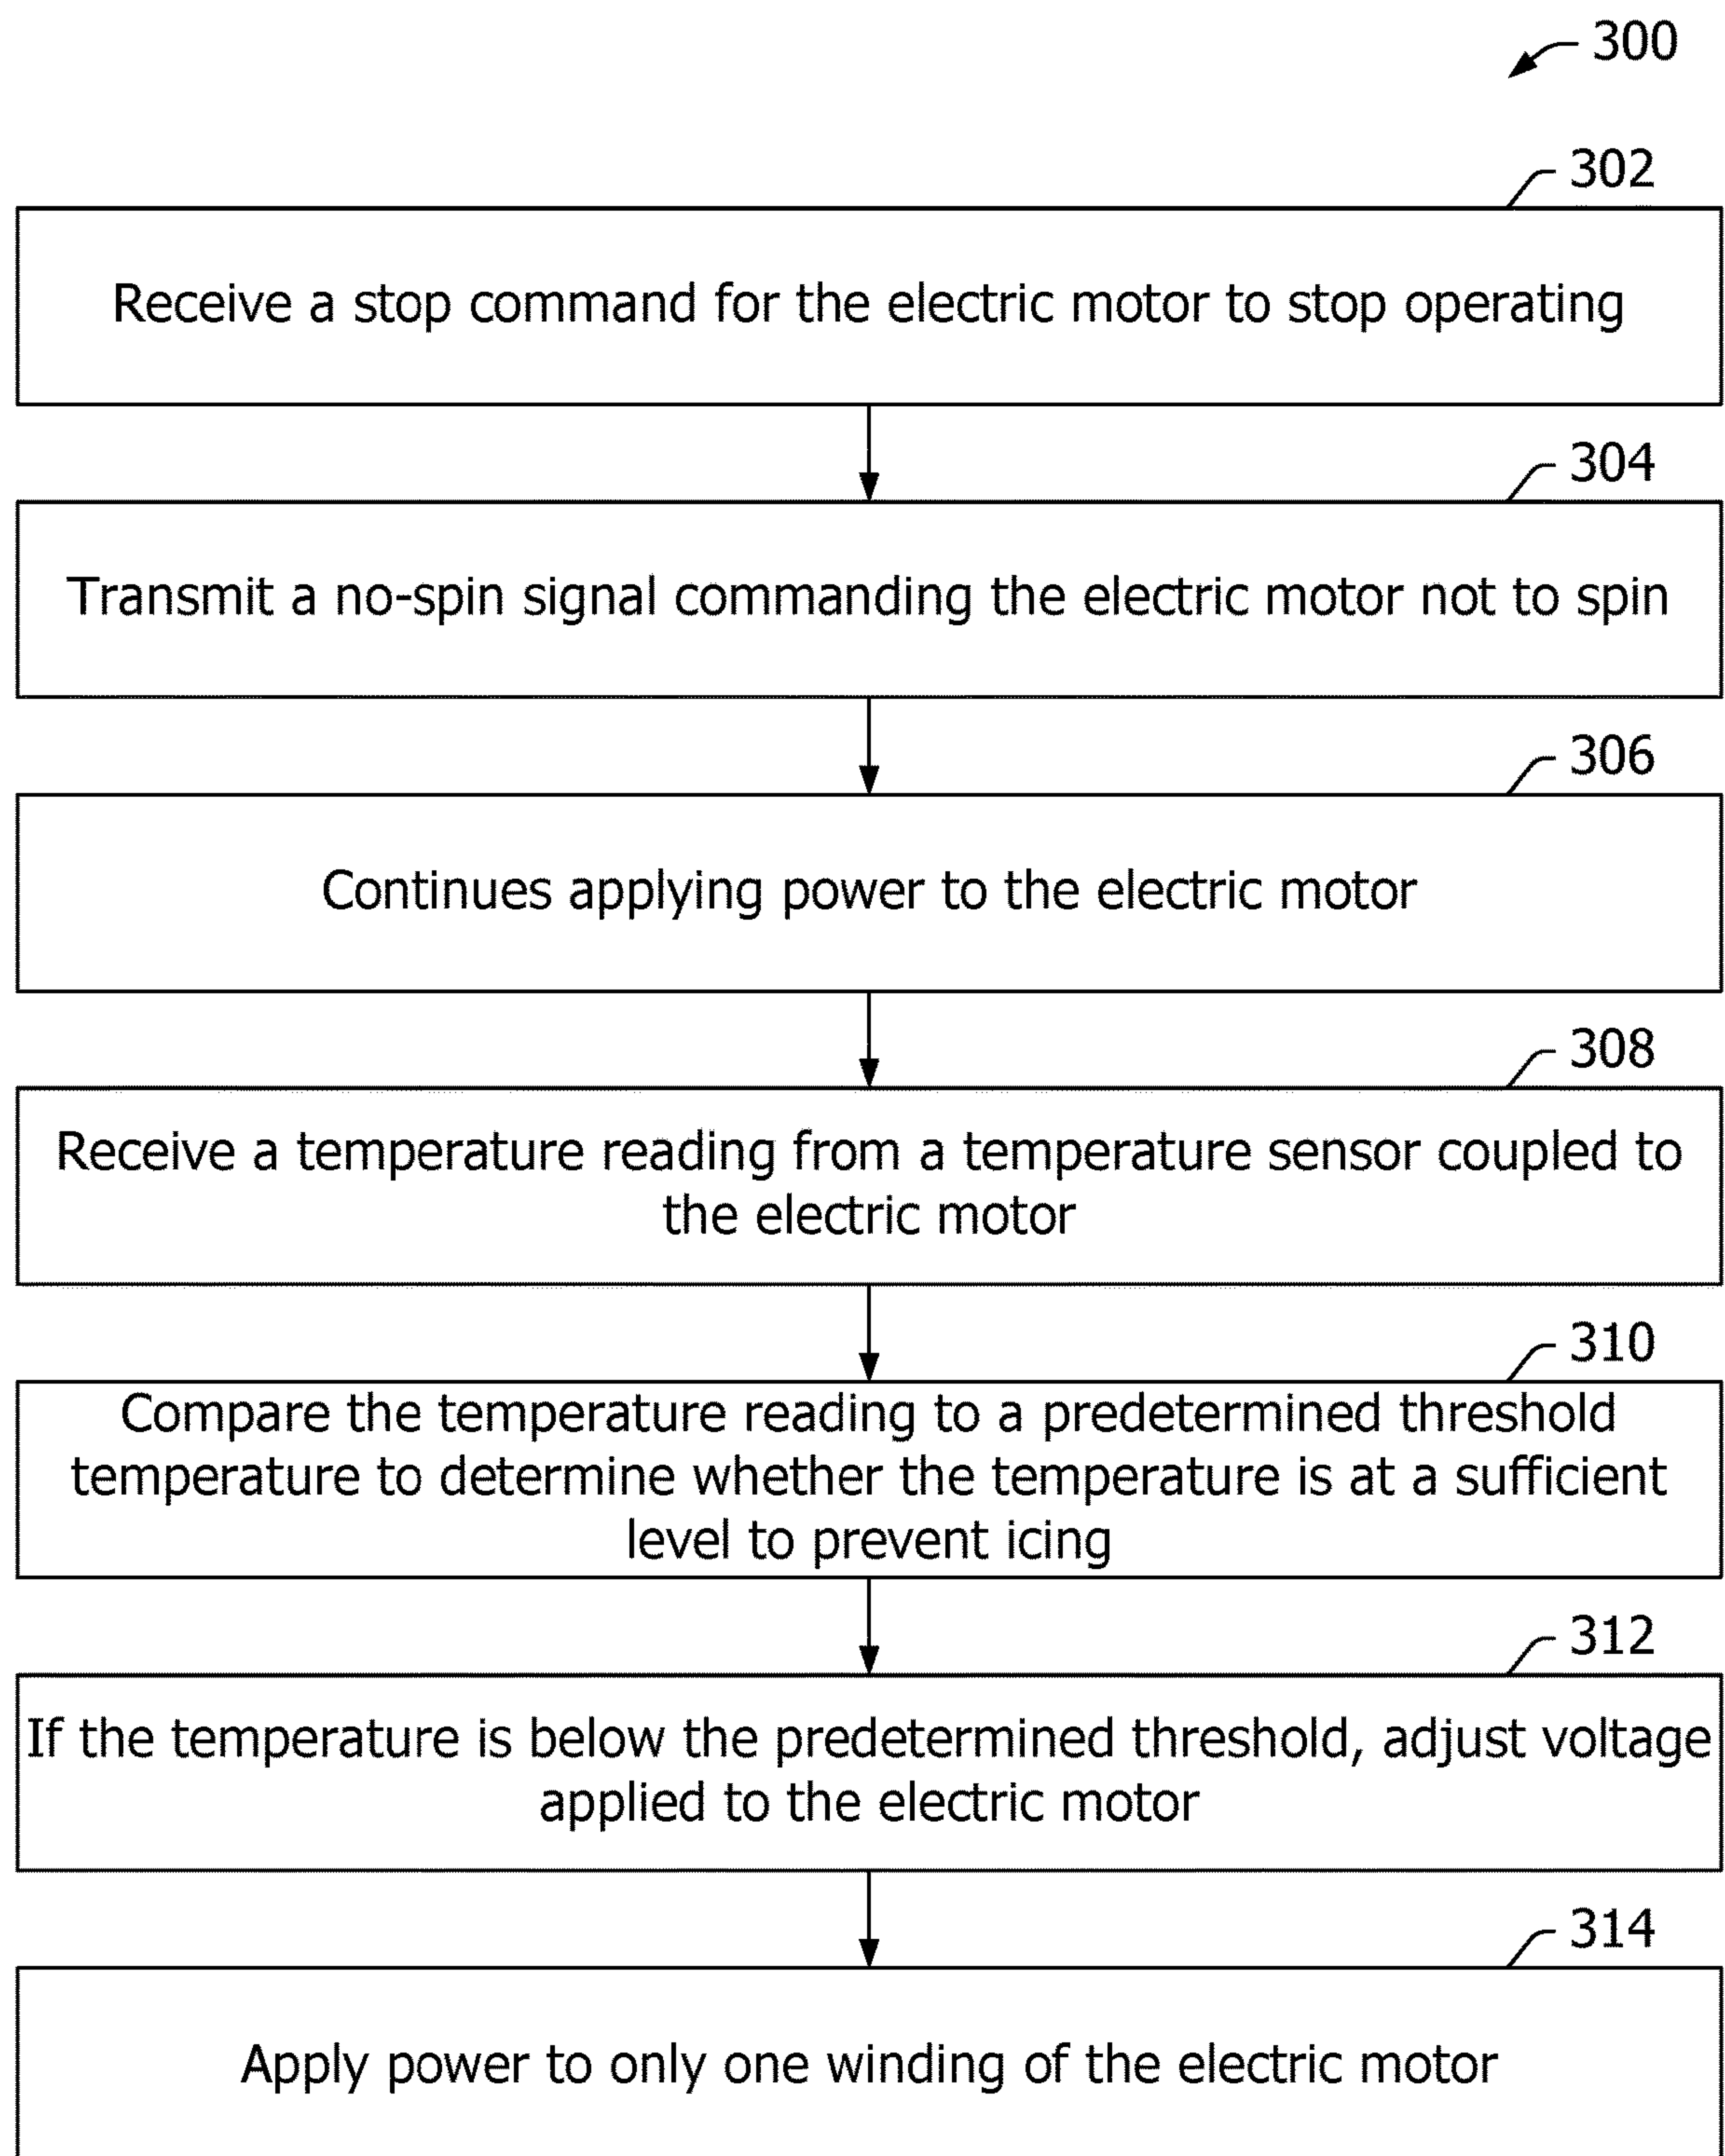 300
302
Receive a stop command for the electric motor to stop operating
304
Transmit a no-spin signal commanding the electric motor not to spin
306
Continues applying power to the electric motor
308
Receive a temperature reading from a temperature sensor coupled to
the electric motor
310
Compare the temperature reading to a predetermined threshold
temperature to determine whether the temperature is at a sufficient
level to prevent icing
312
If the temperature is below the predetermined threshold, adjust voltage
applied to the electric motor
314
Apply power to only one winding of the electric motor